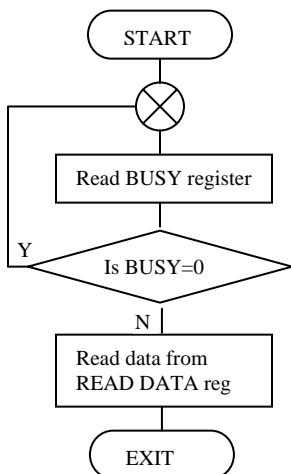 START
Read BUSY register
Y
Is BUSY=0
N
Read data from
READ DATA reg
EXIT